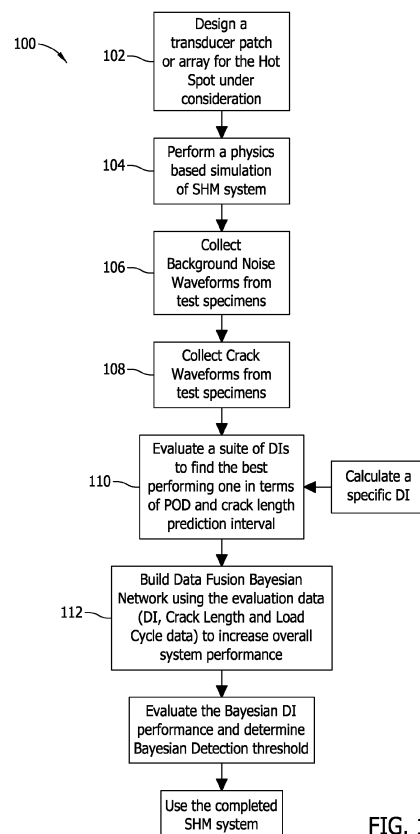 100
102
Design a
transducer patch
or array for the Hot
Spot under
consideration
104
Perform a physics
based simulation
of SHM system
106
Collect
Background Noise
Waveforms from
test specimens
108
Collect Crack
Waveforms from
test specimens
110
Evaluate a suite of DIs
to find the best
performing one in terms
of POD and crack length
prediction interval
Calculate a
specific DI
112
Build Data Fusion Bayesian
Network using the evaluation data
(DI, Crack Length and Load
Cycle data) to increase overall
system performance
Evaluate the Bayesian DI
performance and determine
Bayesian Detection threshold
Use the completed
SHM system
FIG.